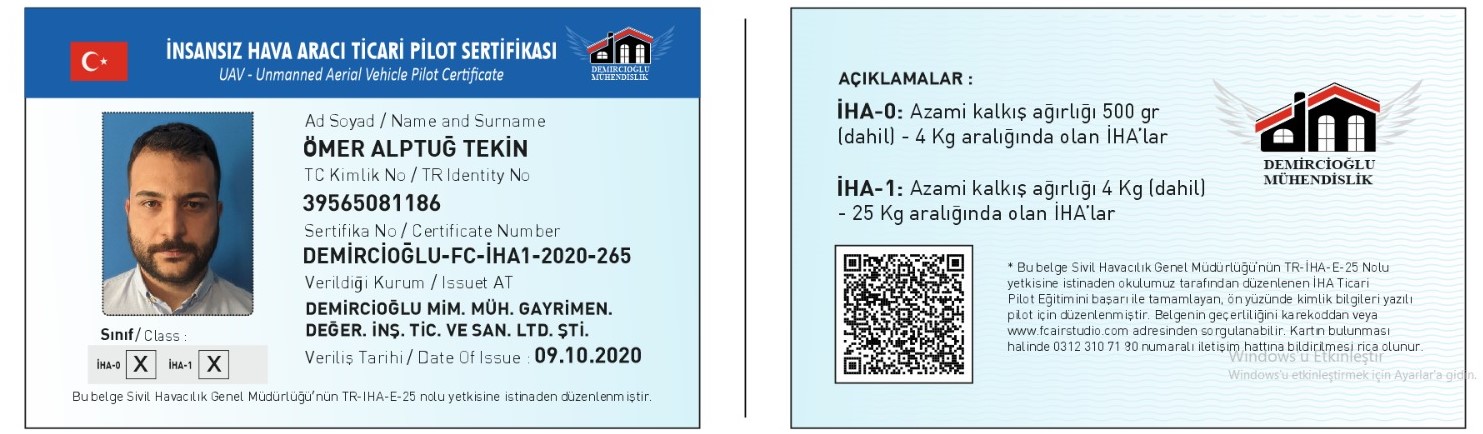 İNSANSIZ HAVA ARACI TİCARİ PİLOT SERTİFİKASI
UAV - Unmanned Aerial Vehicle Pilot Certificate
DEMİRCİOĞLU
MÜHENDİSLİK
Ad Soyad / Name and Surname
ÖMER ALPTUĞ TEKİN
TC Kimlik No / TR Identity No
39565081186
Sertifika No / Certificate Number
DEMİRCİOĞLU-FC-İHA1-2020-265
Verildiği Kurum / Issuet AT
DEMİRCİOĞLU MİM. MÜH. GAYRİMEN.
DEĞER. İNŞ. TİC. VE SAN. LTD. ŞTİ.
Veriliş Tarihi / Date Of Issue : 09.10.2020
Sınıf / Class :
İHA-0 X İHA-1 X
Bu belge Sivil Havacılık Genel Müdürlüğü'nün TR-IHA-E-25 nolu yetkisine istinaden düzenlenmiştir.
AÇIKLAMALAR :
İHA-0: Azami kalkış ağırlığı 500 gr
(dahil) - 4 Kg aralığında olan İHA'lar
İHA-1: Azami kalkış ağırlığı 4 Kg (dahil)
- 25 Kg aralığında olan İHA'lar
DEMİRCİOĞLU
MÜHENDİSLİK
* Bu belge Sivil Havacılık Genel Müdürlüğü'nün TR-İHA-E-25 Nolu
yetkisine istinaden okulumuz tarafından düzenlenen İHA Ticari
Pilot Eğitimini başarı ile tamamlayan, ön yüzünde kimlik bilgileri yazılı
pilot için düzenlenmiştir. Belgenin geçerliliğini karekoddan veya
www.fcairstudio.com adresinden sorgulanabilir. Kartın bulunması
halinde 0312 310 71 80 numaralı iletişim hattına bildirilmesi rica olunur.
Windows'u Etkinleştir
Windows'u etkinleştirmek için Ayarlar'a gidin.